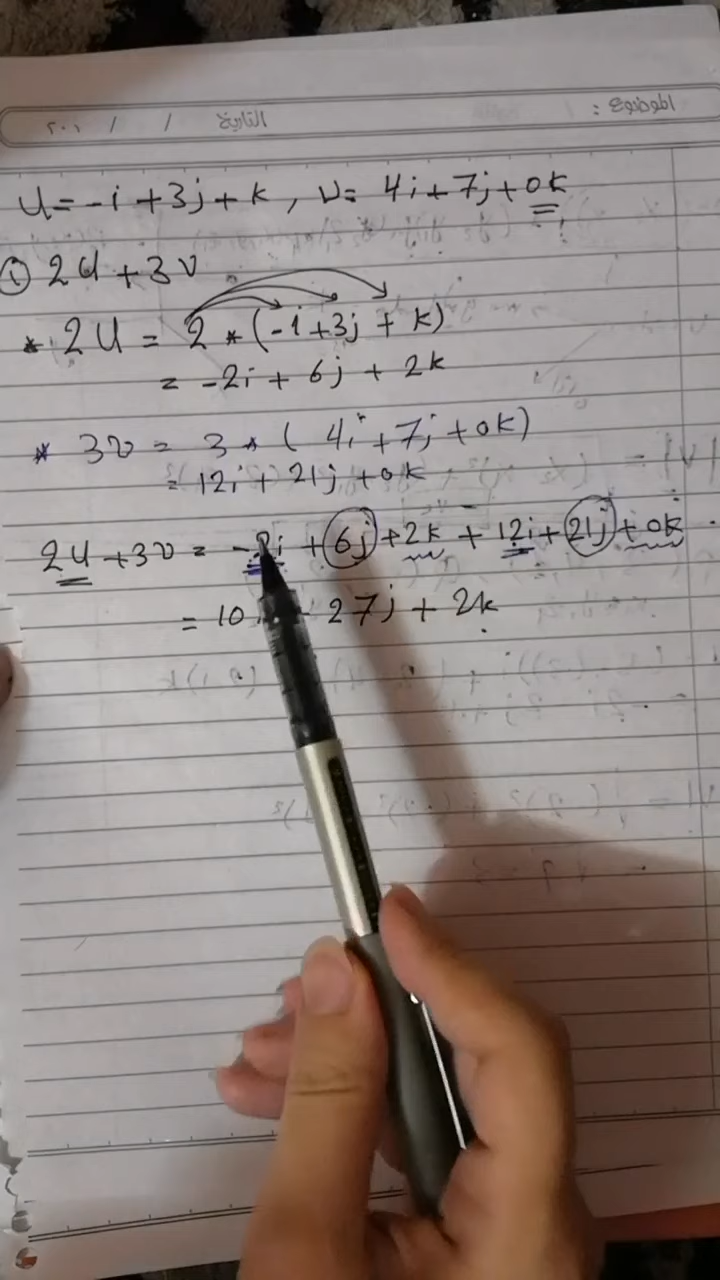 الموضوع : التاريخ / / ٢٠١
U = -i + 3j + k , V = 4i + 7j + 0k
① 2U + 3V
* 2U = 2 * (-i + 3j + k)
= -2i + 6j + 2k
* 3V = 3 * ( 4i + 7j + 0k)
= 12i + 21j + 0k
2U + 3V = -2i + 6j + 2k + 12i + 21j + 0k
= 10 27j + 2k